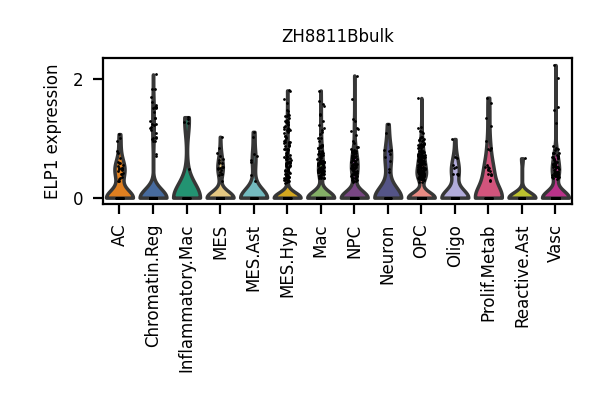 ZH8811Bbulk
ELP1 expression
2
0
AC
Chromatin.Reg
Inflammatory.Mac
MES
MES.Ast
MES.Hyp
Mac
NPC
Neuron
OPC
Oligo
Prolif.Metab
Reactive.Ast
Vasc